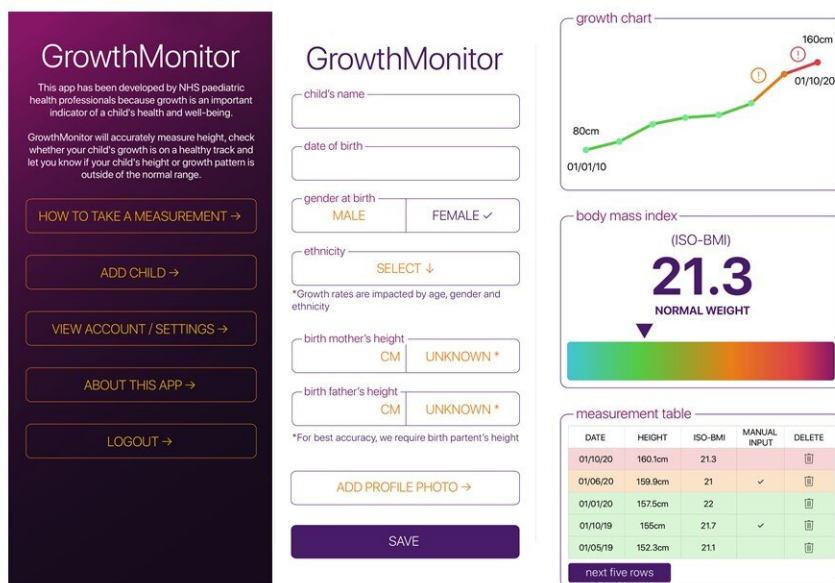 GrowthMonitor
This app has been developed by NHS paediatric
health professionals because growth is an important
indicator of a child's health and well-being.
GrowthMonitor will accurately measure height, check
whether your child's growth is on a healthy track and
let you know if your child's height or growth pattern is
outside of the normal range.
HOW TO TAKE A MEASUREMENT →
ADD CHILD →
VIEW ACCOUNT / SETTINGS →
ABOUT THIS APP →
LOGOUT →
GrowthMonitor
child's name
date of birth
gender at birth
MALE FEMALE ✓
ethnicity
SELECT ↓
*Growth rates are impacted by age, gender and
ethnicity
birth mother's height
CM UNKNOWN *
birth father's height
CM UNKNOWN *
*For best accuracy, we require birth partent's height
ADD PROFILE PHOTO →
SAVE
growth chart
160cm
! !
01/10/20
80cm
01/01/10
body mass index
(ISO-BMI)
21.3
NORMAL WEIGHT
measurement table
DATE HEIGHT ISO-BMI MANUAL INPUT DELETE
01/10/20 160.1cm 21.3
01/06/20 159.9cm 21 ✓
01/01/20 157.5cm 22
01/10/19 155cm 21.7 ✓
01/05/19 152.3cm 21.1
next five rows